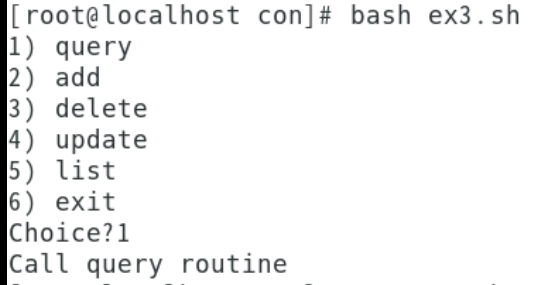 [root@localhost con]# bash ex3.sh
1) query
2) add
3) delete
4) update
5) list
6) exit
Choice?1
Call query routine